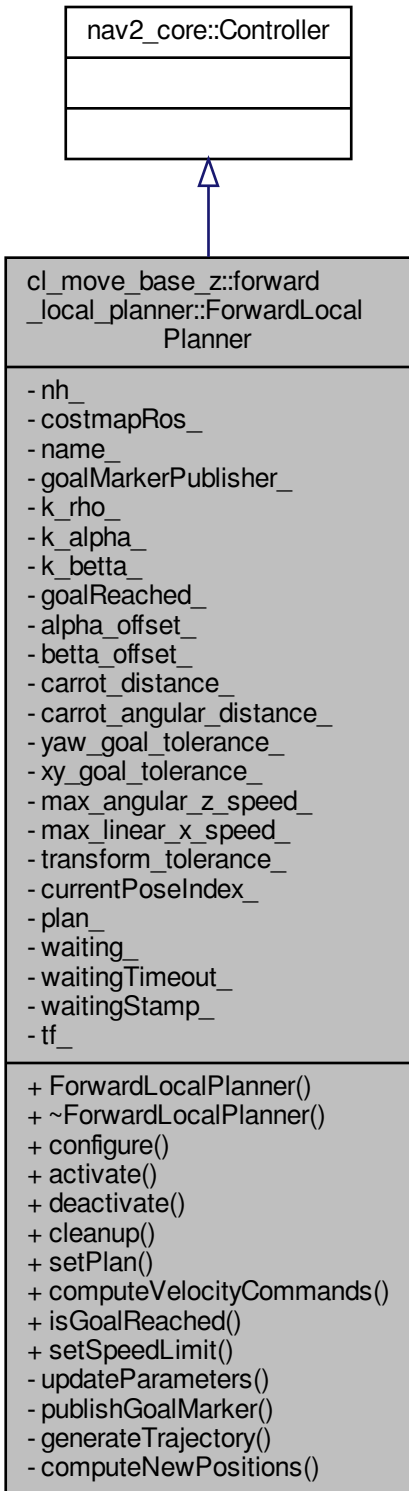 nav2_core::Controller
cl_move_base_z::forward
_local_planner::ForwardLocal
Planner
- nh_
- costmapRos_
- name_
- goalMarkerPublisher_
- k_rho_
- k_alpha_
- k_betta_
- goalReached_
- alpha_offset_
- betta_offset_
- carrot_distance_
- carrot_angular_distance_
- yaw_goal_tolerance_
- xy_goal_tolerance_
- max_angular_z_speed_
- max_linear_x_speed_
- transform_tolerance_
- currentPoseIndex_
- plan_
- waiting_
- waitingTimeout_
- waitingStamp_
- tf_
+ ForwardLocalPlanner()
+ ~ForwardLocalPlanner()
+ configure()
+ activate()
+ deactivate()
+ cleanup()
+ setPlan()
+ computeVelocityCommands()
+ isGoalReached()
+ setSpeedLimit()
- updateParameters()
- publishGoalMarker()
- generateTrajectory()
- computeNewPositions()